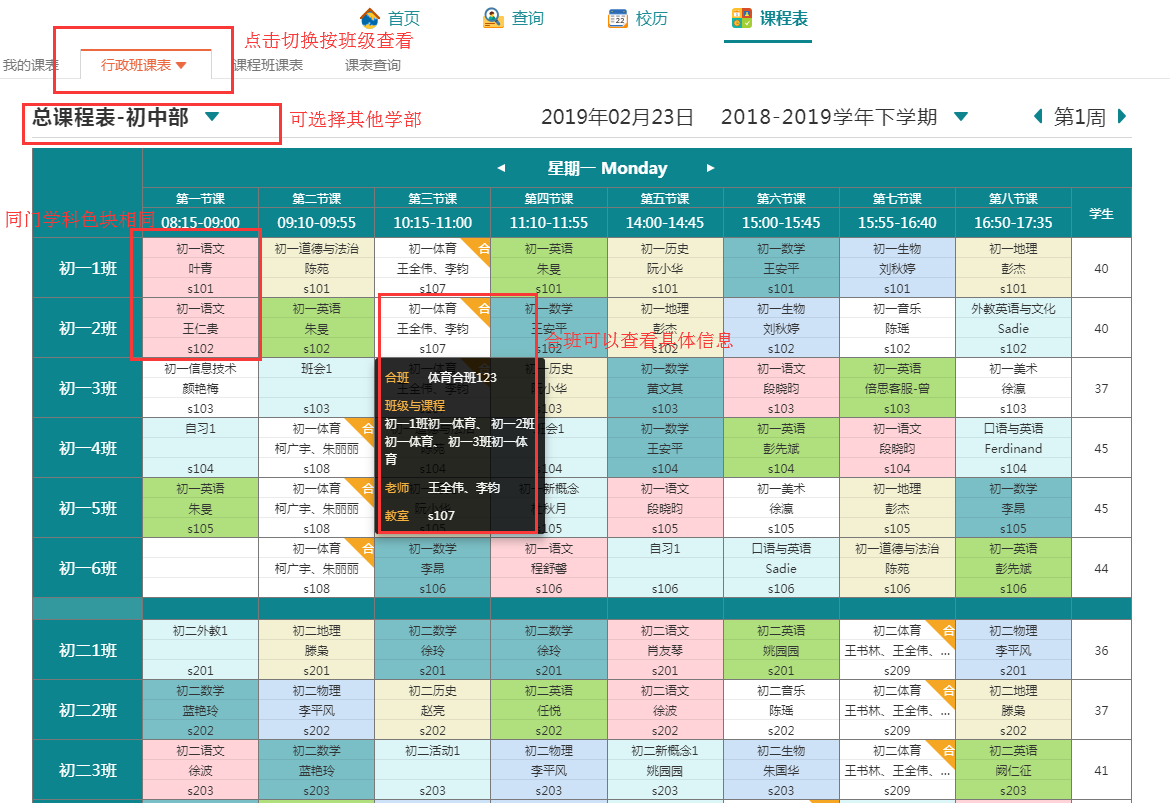 首页 查询 校历 课程表
点击切换按班级查看
我的课表 行政班课表 课程班课表 课表查询
总课程表-初中部 可选择其他学部 2019年02月23日 2018-2019学年下学期 第1周
星期一 Monday
第一节课 第二节课 第三节课 第四节课 第五节课 第六节课 第七节课 第八节课 学生
同门学科色块相同
08:15-09:00 09:10-09:55 10:15-11:00 11:10-11:55 14:00-14:45 15:00-15:45 15:55-16:40 16:50-17:35
初一语文 初一道德与法治 初一体育 合 初一英语 初一历史 初一数学 初一生物 初一地理
初一1班 叶青 陈苑 王全伟、李钧 朱旻 阮小华 王安平 刘秋婷 彭杰 40
s101 s101 s107 s101 s101 s101 s101 s101
初一语文 初一英语 初一体育 合 初一数学 初一地理 初一生物 初一音乐 外教英语与文化
初一2班 王仁贵 朱旻 王全伟、李钧 王安平 彭杰 刘秋婷 陈瑶 Sadie 40
合班可以查看具体信息
s102 s102 s107 s102 s102 s102 s102 s102
初一信息技术 班会1 初一体育 历史 初一数学 初一语文 初一英语 初一美术
初一3班 颜艳梅 王全伟、李钧 小华 黄文其 段晓昀 倍思客服-曾 徐瀛 37
s103 s103 s103 s103 s103 s103 s103
合班 体育合班123
班级与课程
初一1班初一体育、初一2班
初一体育、初一3班初一体
育
老师 王全伟、李钧
教室 s107
自习1 初一体育 合 会1 初一数学 初一英语 初一语文 口语与英语
初一4班 柯广宇、朱丽丽 陈苑 王安平 彭先斌 段晓昀 Ferdinand 45
s104 s108 s104 s104 s104 s104 s104 s104
初一英语 初一体育 合 新概念 初一语文 初一美术 初一地理 初一数学
初一5班 朱旻 柯广宇、朱丽丽 秋月 段晓昀 徐瀛 彭杰 李昂 45
s105 s108 s105 s105 s105 s105 s105 s105
初一体育 合 初一数学 初一语文 自习1 口语与英语 初一道德与法治 初一英语
初一6班 柯广宇、朱丽丽 李昂 程舒馨 Sadie 陈苑 彭先斌 44
s108 s106 s106 s106 s106 s106 s106
初二外教1 初二地理 初二数学 初二数学 初二语文 初二英语 初二体育 合 初二物理
初二1班 滕枭 徐玲 徐玲 肖友琴 姚园园 王书林、王全伟、... 李平风 36
s201 s201 s201 s201 s201 s201 s209 s201
初二数学 初二物理 初二历史 初二英语 初二语文 初二音乐 初二体育 合 初二地理
初二2班 蓝艳玲 李平风 赵亮 任悦 徐波 陈瑶 王书林、王全伟、... 滕枭 37
s202 s202 s202 s202 s202 s202 s209 s202
初二语文 初二数学 初二活动1 初二物理 初二新概念1 初二生物 初二体育 合 初二英语
初二3班 徐波 蓝艳玲 李平风 姚园园 朱国华 王书林、王全伟、... 阙仁征 41
s203 s203 s203 s203 s203 s203 s209 s203